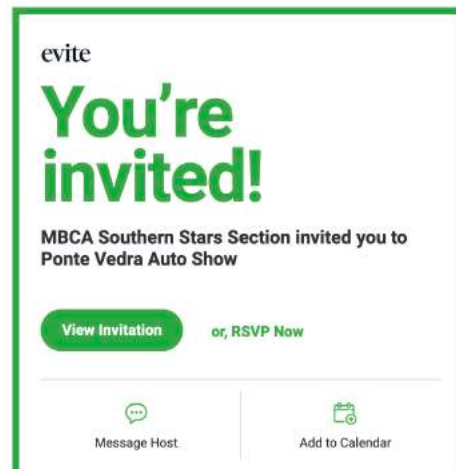 evite
You're
invited!
MBCA Southern Stars Section invited you to
Ponte Vedra Auto Show
View Invitation
or, RSVP Now
Message Host
Add to Calendar